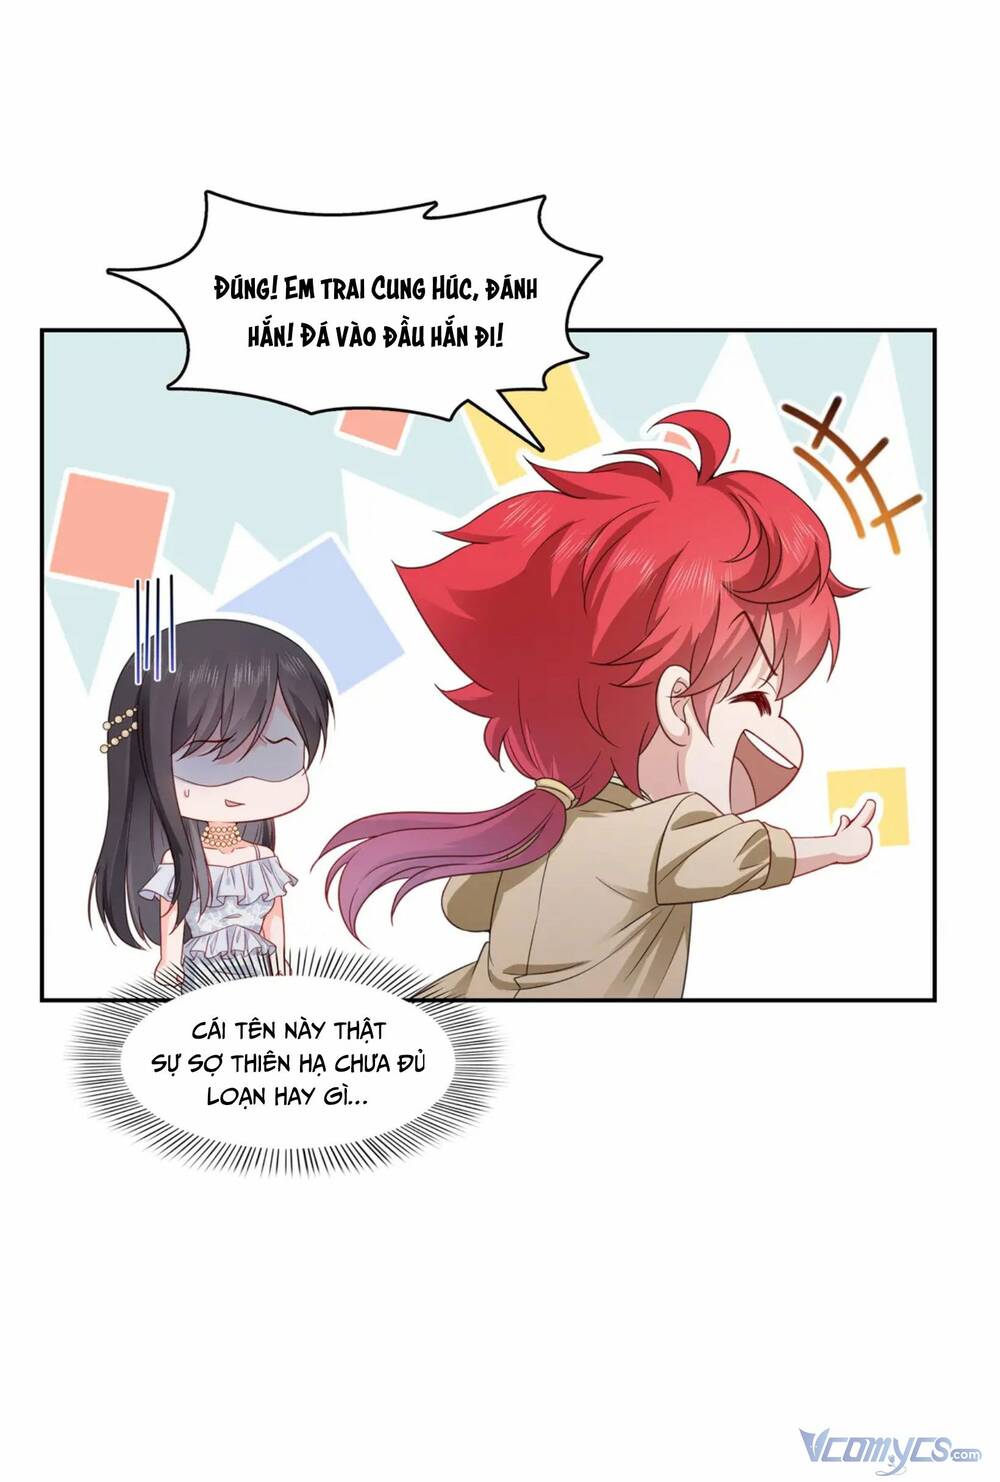 Đúng! Em trai Cung Húc, đánh
hắn! Đá vào đầu hắn đi!
CÁI TÊN NÀY THẬT
SỰ SỢ THIÊN HẠ CHƯA ĐỦ
LOẠN HAY GÌ...
VCOMYCS.com